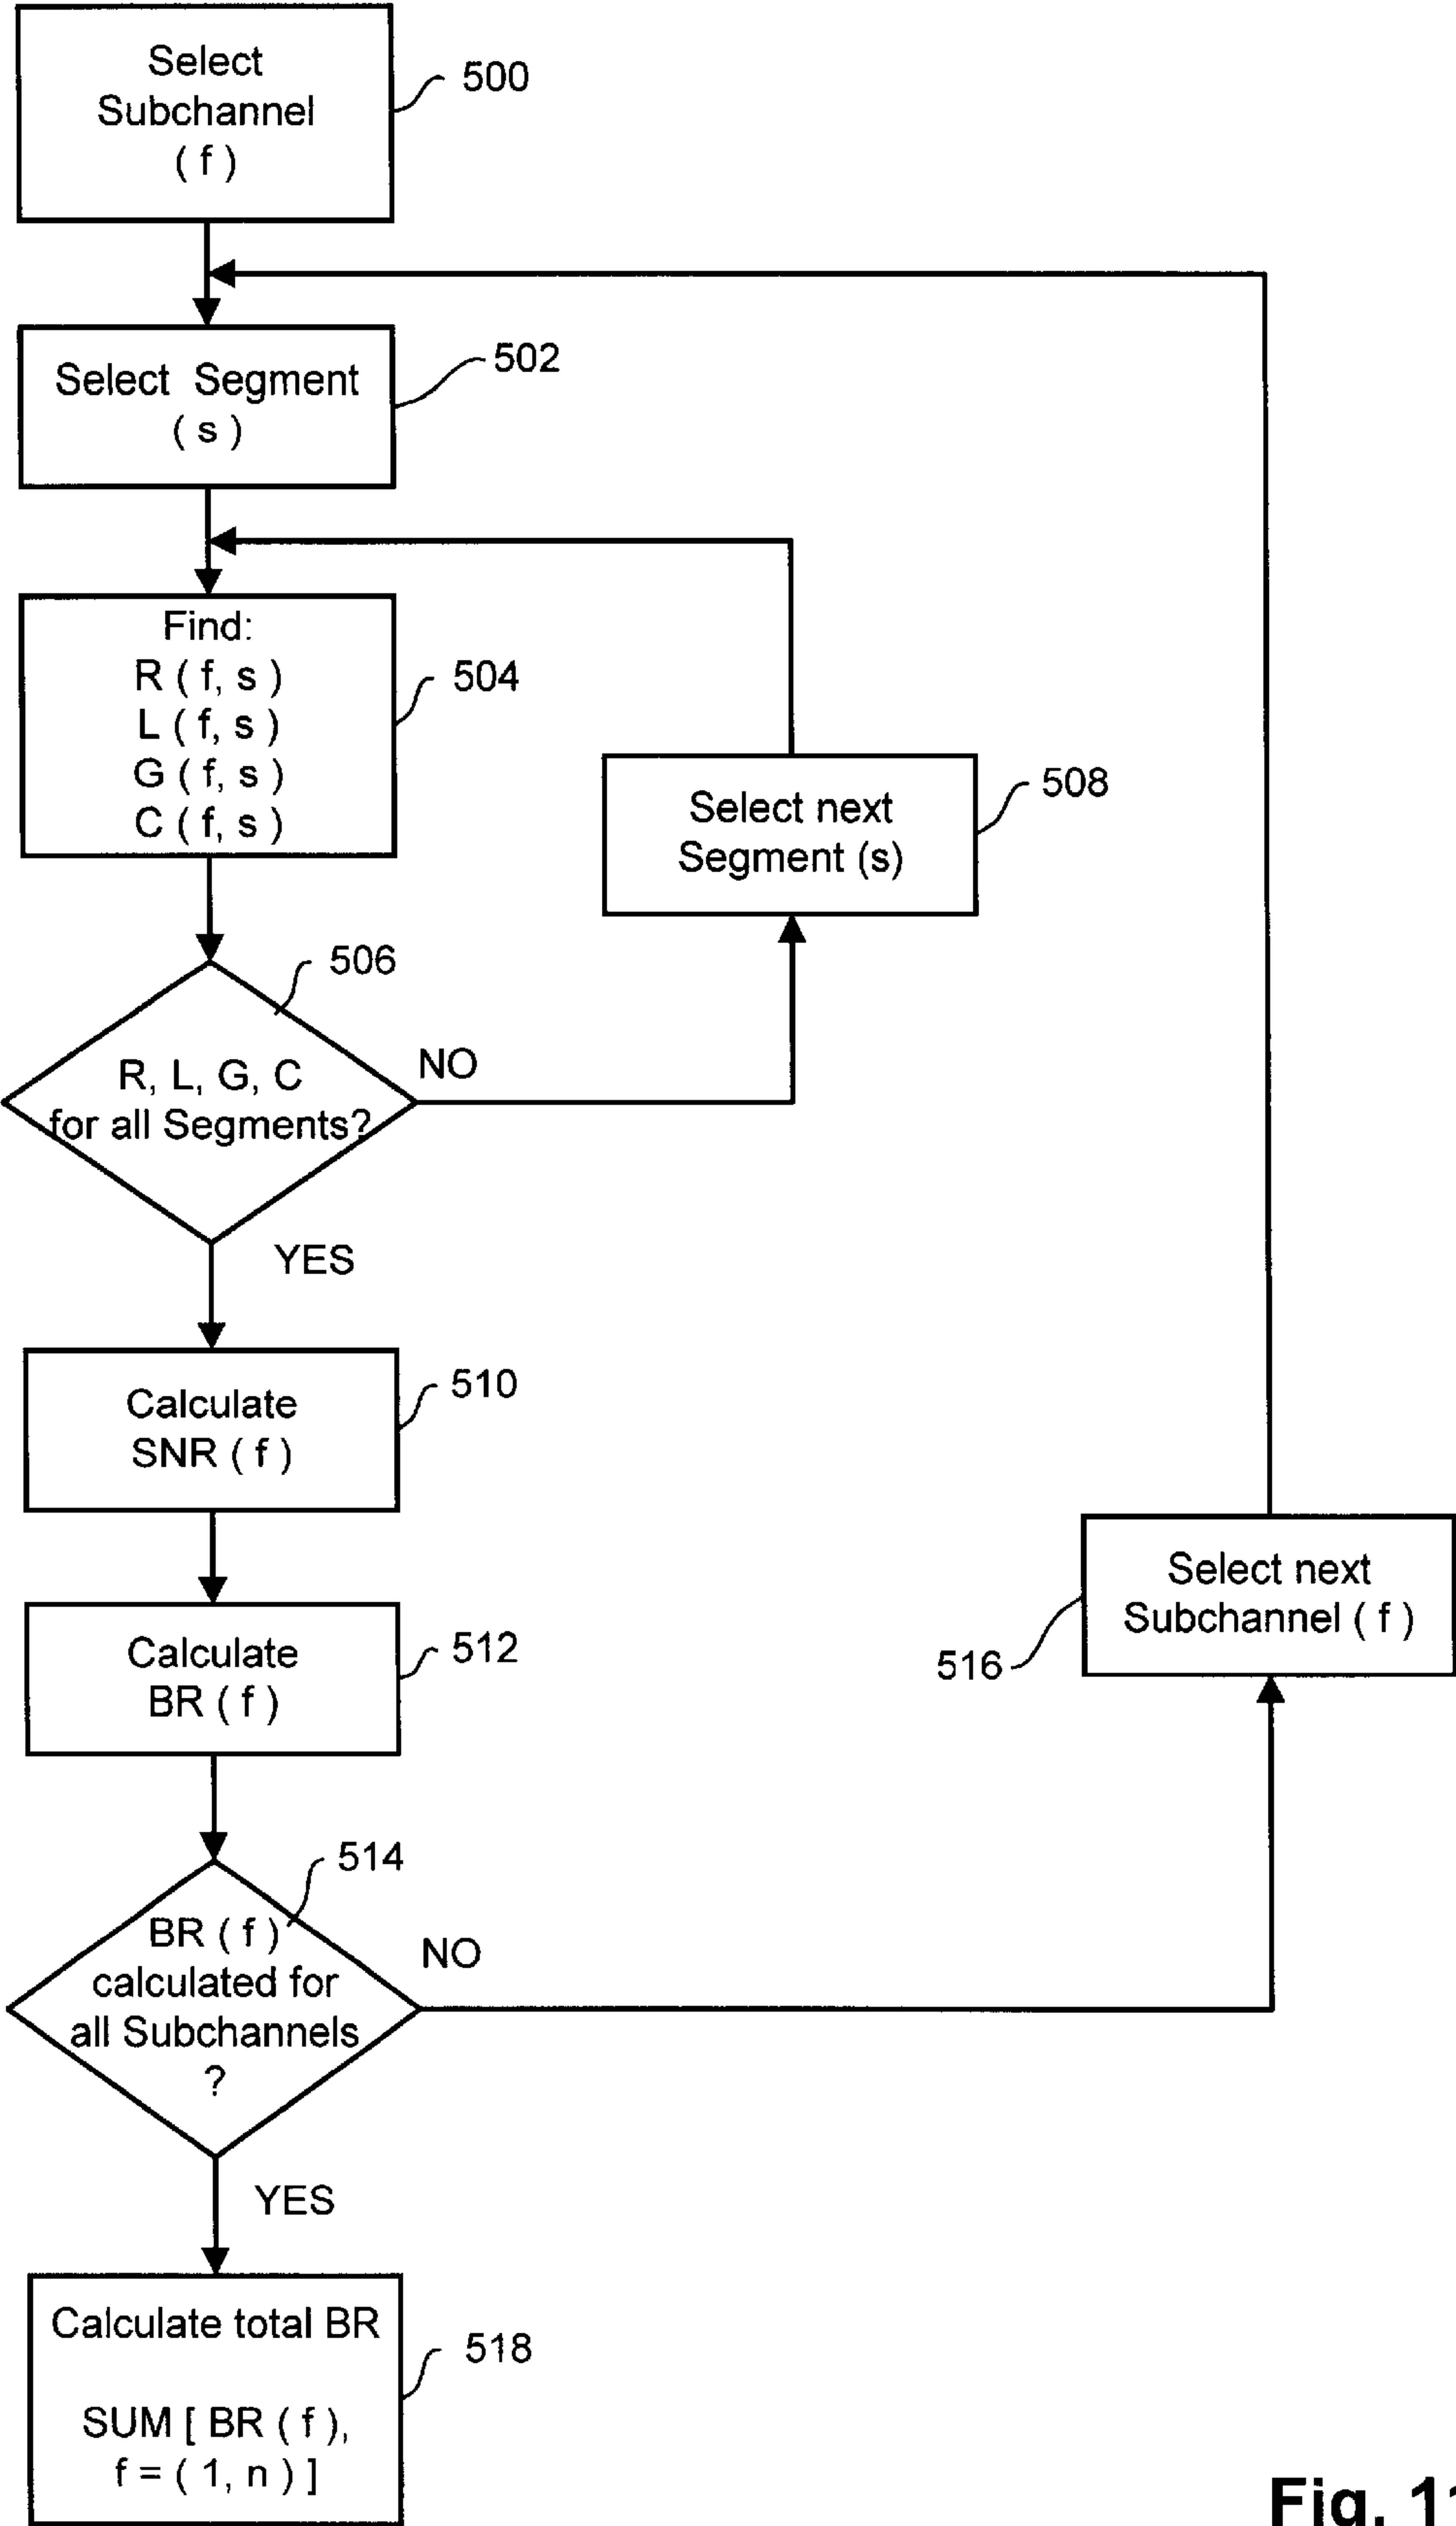 Select
Subchannel
( f )
500
Select Segment
( s )
502
Find:
R ( f, s )
L ( f, s )
G ( f, s )
C ( f, s )
504
Select next
Segment (s)
508
506
R, L, G, C
for all Segments?
NO
YES
Calculate
SNR ( f )
510
Calculate
BR ( f )
512
Select next
Subchannel ( f )
516
514
BR ( f )
calculated for
all Subchannels
?
NO
YES
Calculate total BR
SUM [ BR ( f ),
f = ( 1, n ) ]
518
Fig.